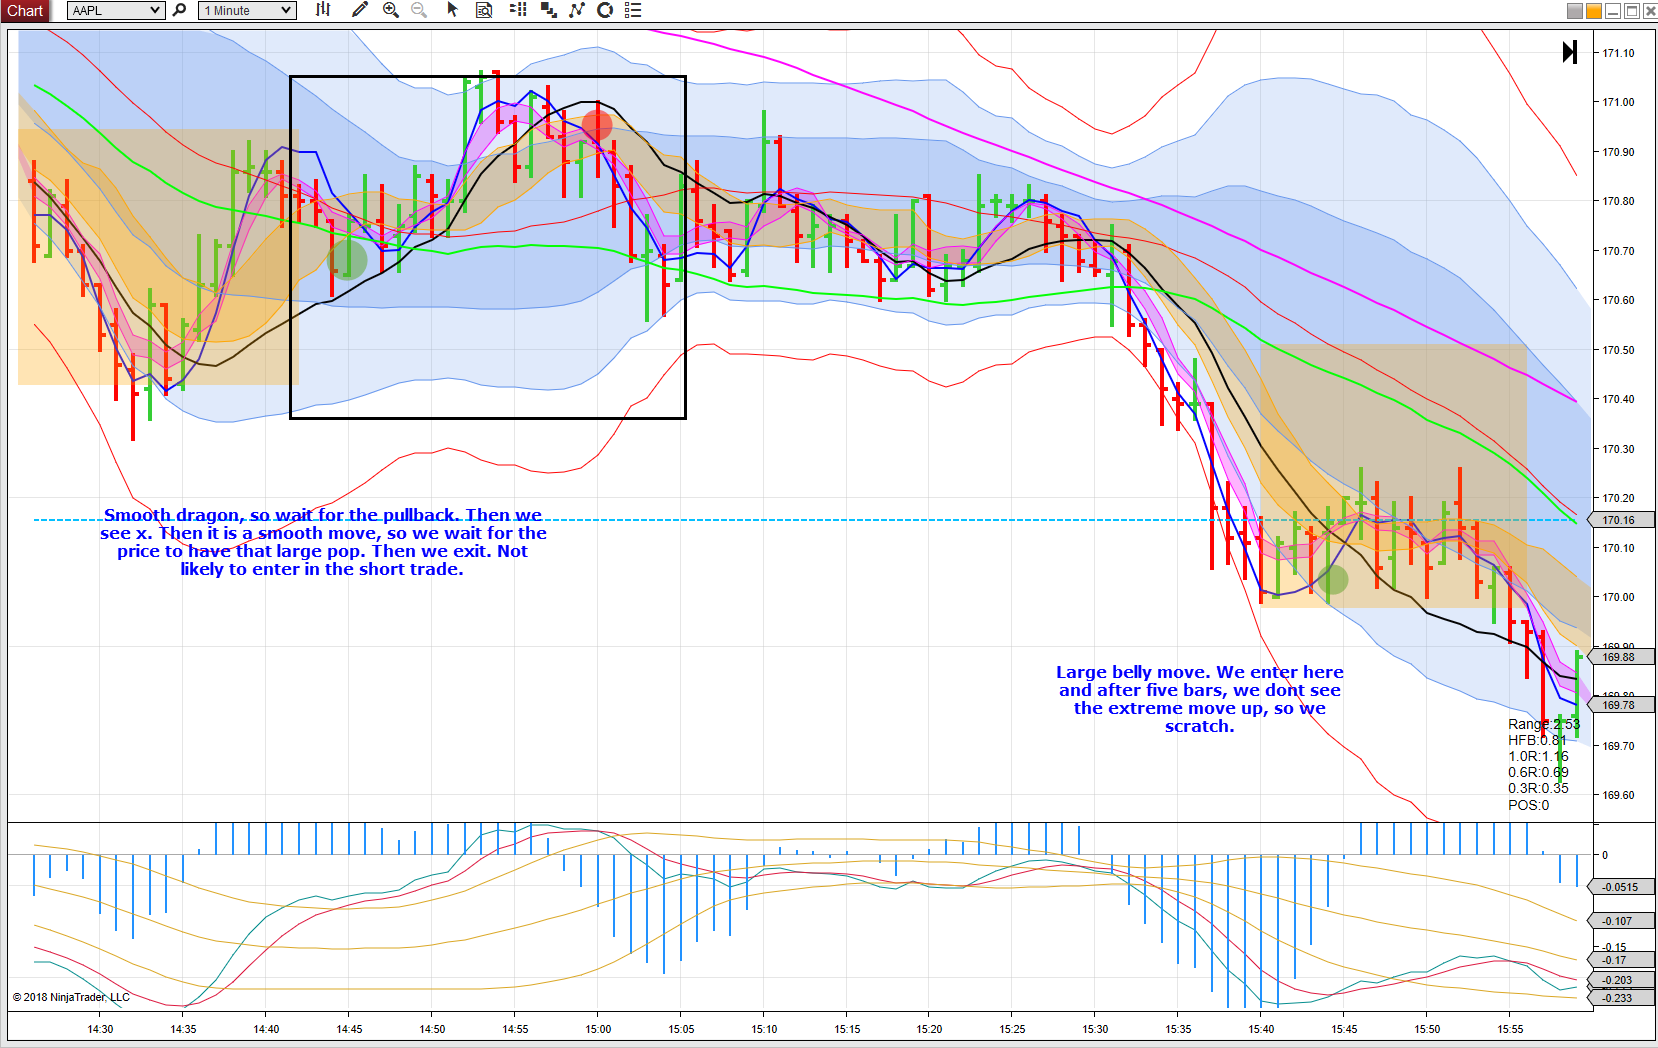 Chart
AAPL
1 Minute
171.10
171.00
170.90
170.80
170.70
170.60
170.50
170.40
170.30
170.20
170.16
170.10
170.00
169.90
169.88
169.80
169.78
169.70
169.60
Smooth dragon, so wait for the pullback. Then we
see x. Then it is a smooth move, so we wait for the
price to have that large pop. Then we exit. Not
likely to enter in the short trade.
Large belly move. We enter here
and after five bars, we dont see
the extreme move up, so we
scratch.
Range:2.53
HFB:0.81
1.0R:1.16
0.6R:0.69
0.3R:0.35
POS:0
0
-0.0515
-0.107
-0.15
-0.17
-0.203
-0.233
© 2018 NinjaTrader, LLC
14:30 14:35 14:40 14:45 14:50 14:55 15:00 15:05 15:10 15:15 15:20 15:25 15:30 15:35 15:40 15:45 15:50 15:55